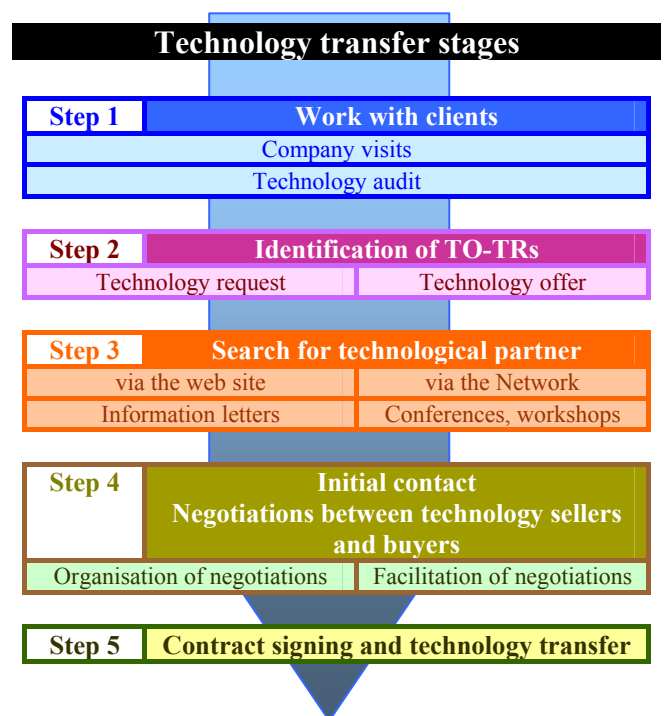 Technology transfer stages
Step 1 Work with clients
Company visits
Technology audit
Step 2 Identification of TO-TRs
Technology request Technology offer
Step 3 Search for technological partner
via the web site via the Network
Information letters Conferences, workshops
Step 4 Initial contact
Negotiations between technology sellers
and buyers
Organisation of negotiations Facilitation of negotiations
Step 5 Contract signing and technology transfer